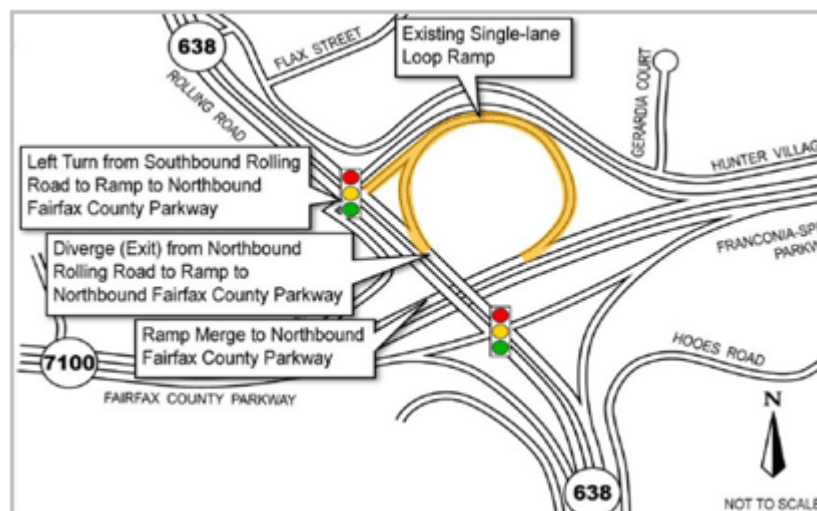 638
FLAX STREET
Existing Single-lane
Loop Ramp
GERARDIA COURT
ROLLING ROAD
HUNTER VILLAG
Left Turn from Southbound Rolling
Road to Ramp to Northbound
Fairfax County Parkway
FRANCONIA-SP
PARKW
Diverge (Exit) from Northbound
Rolling Road to Ramp to
Northbound Fairfax County Parkway
Ramp Merge to Northbound
Fairfax County Parkway
7100
FAIRFAX COUNTY PARKWAY
HOOES ROAD
N
638
NOT TO SCALE